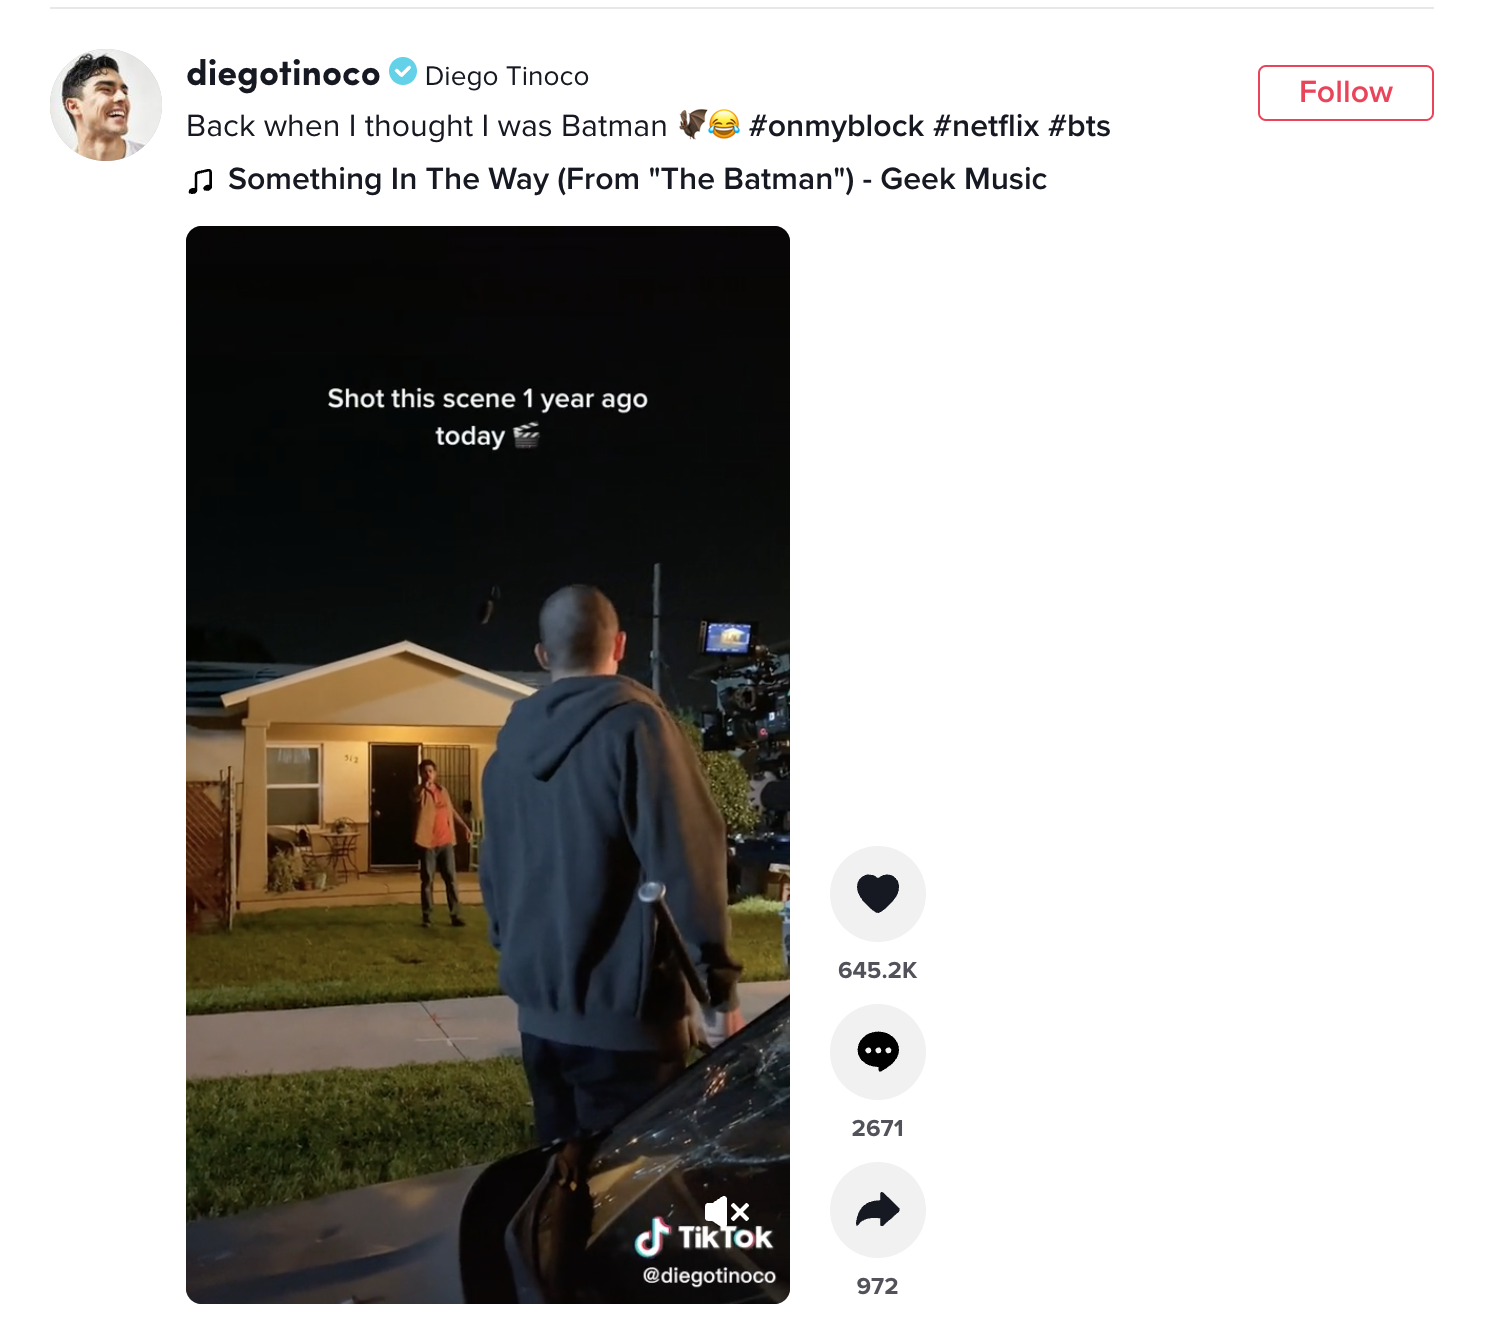 diegotinoco Diego Tinoco
Follow
Back when I thought I was Batman 🦇😂 #onmyblock #netflix #bts
Something In The Way (From "The Batman") - Geek Music
Shot this scene 1 year ago
today 🎬
512
645.2K
2671
972
TikTok
@diegotinoco